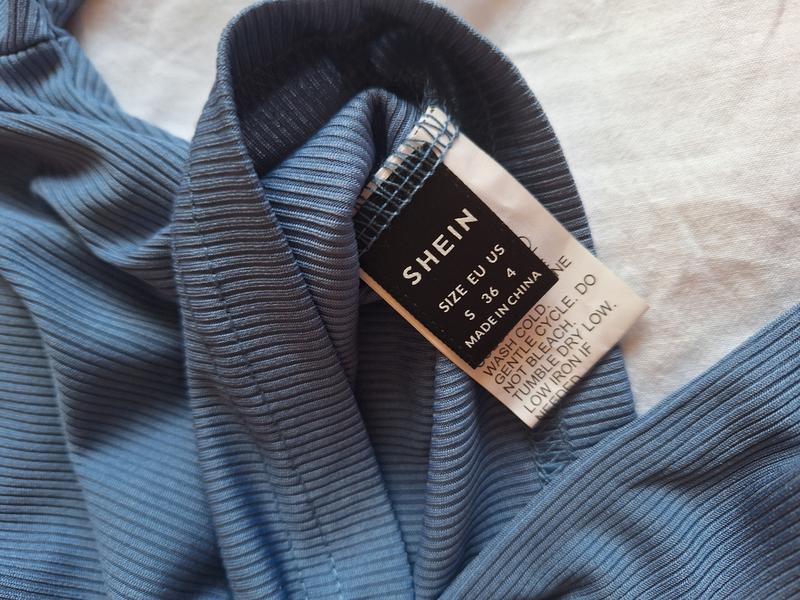 SHEIN
SIZE EU US
S 36 4
MADE IN CHINA
WASH COLD.
GENTLE CYCLE. DO
NOT BLEACH.
TUMBLE DRY LOW.
LOW IRON IF
NEEDED